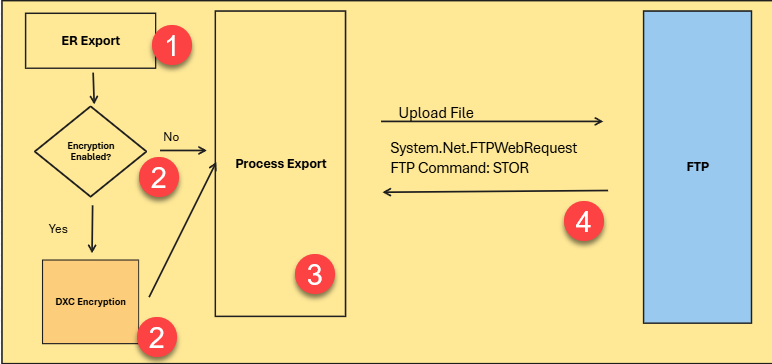 ER Export
1
Encryption
Enabled?
No
2
Yes
DXC Encryption
2
Process Export
3
Upload File
System.Net.FTPWebRequest
FTP Command: STOR
4
FTP